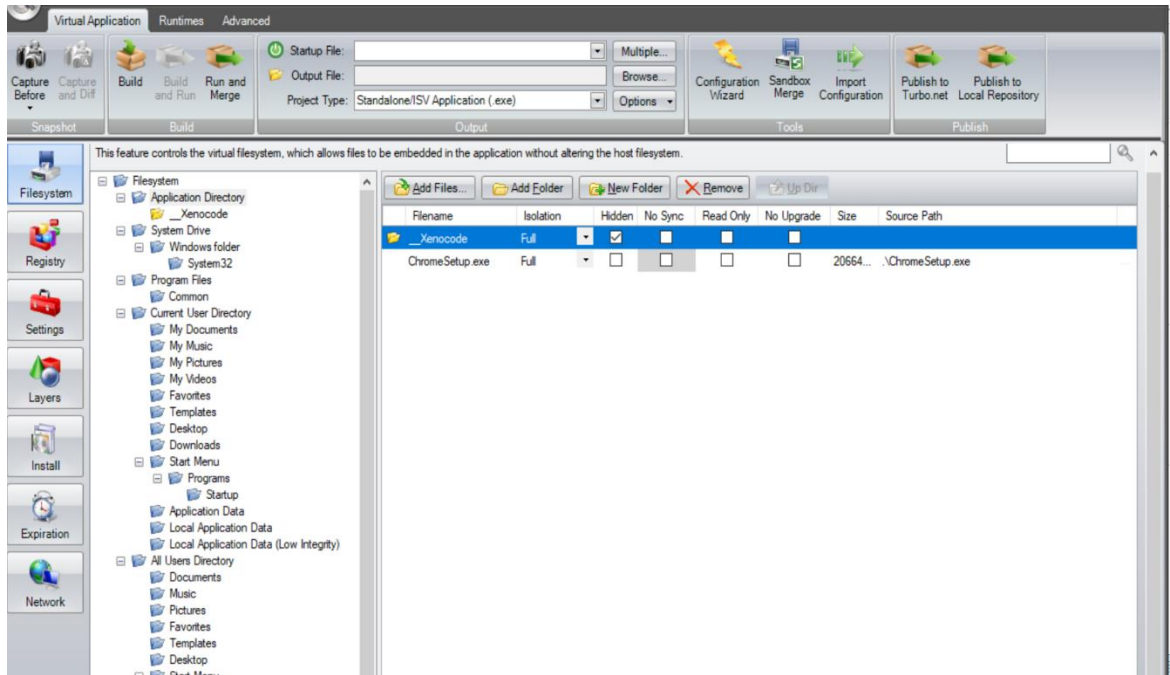 Virtual Application Runtimes Advanced
Capture Before
Capture and Diff
Snapshot
Build
Build and Run
Run and Merge
Build
Startup File: Multiple...
Output File: Browse...
Project Type: Standalone/ISV Application (.exe) Options
Output
Configuration Wizard
Sandbox Merge
Import Configuration
Tools
Publish to Turbo.net
Publish to Local Repository
Publish
This feature controls the virtual filesystem, which allows files to be embedded in the application without altering the host filesystem.
Filesystem
Registry
Settings
Layers
Install
Expiration
Network
Filesystem
Application Directory
__Xenocode
System Drive
Windows folder
System32
Program Files
Common
Current User Directory
My Documents
My Music
My Pictures
My Videos
Favorites
Templates
Desktop
Downloads
Start Menu
Programs
Startup
Application Data
Local Application Data
Local Application Data (Low Integrity)
All Users Directory
Documents
Music
Pictures
Favorites
Templates
Desktop
Start Menu
Add Files... Add Folder New Folder Remove Up Dir
Filename Isolation Hidden No Sync Read Only No Upgrade Size Source Path
__Xenocode Full
ChromeSetup.exe Full 20664... .\ChromeSetup.exe